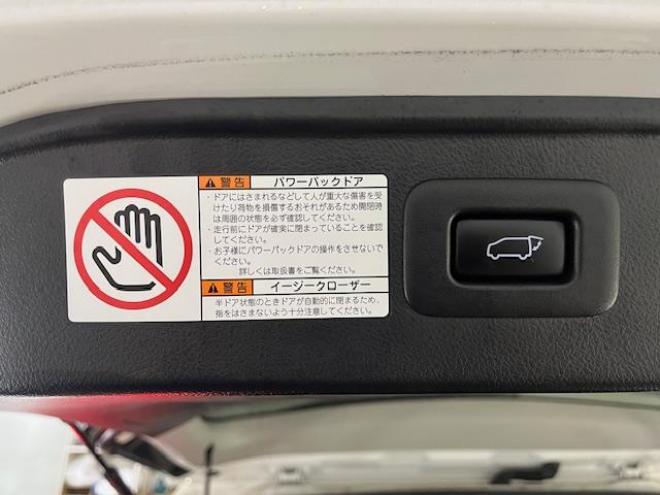 警告 パワーバックドア
・ドアにはさまれるなどして人が重大な傷害を受
けたり荷物を損傷するおそれがあるため開閉時
は周囲の状態を必ず確認してください。
・走行前にドアが確実に閉まっていることを確認
してください。
・お子様にパワーバックドアの操作をさせないで
ください。
詳しくは取扱書をご覧ください。
警告 イージークローザー
半ドア状態のときドアが自動的に閉まるため、
指をはさまないよう十分注意してください。